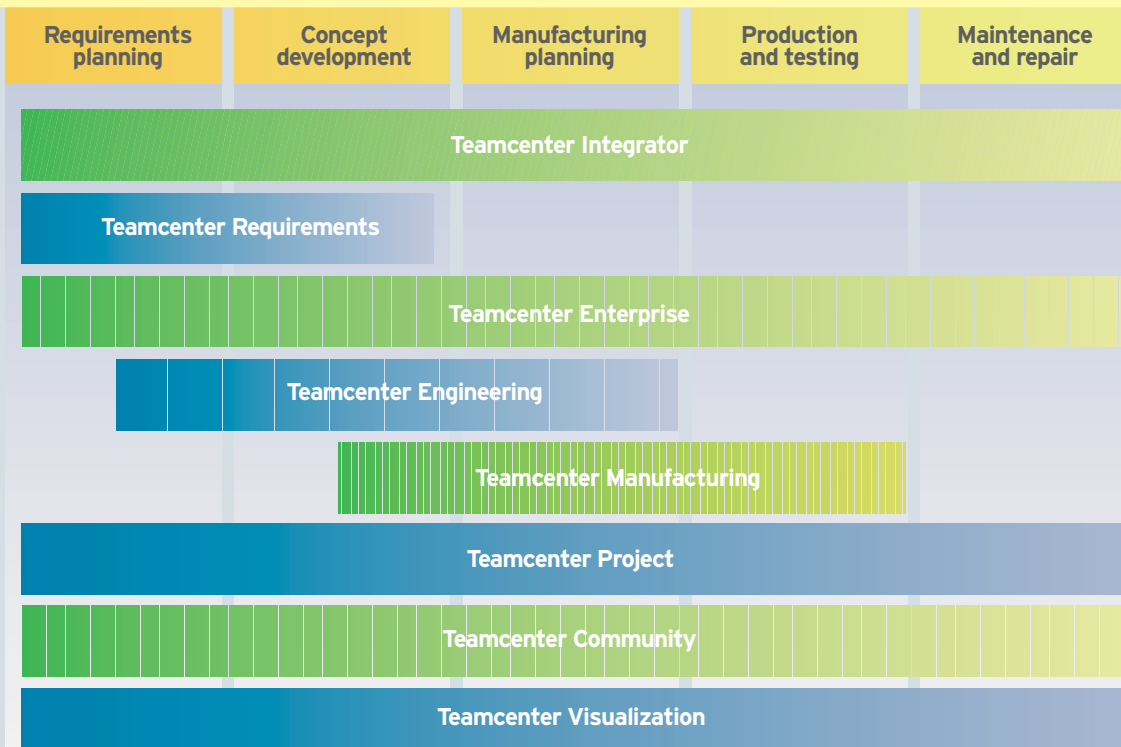 Requirements
planning
Concept
development
Manufacturing
planning
Production
and testing
Maintenance
and repair
Teamcenter Integrator
Teamcenter Requirements
Teamcenter Enterprise
Teamcenter Engineering
Teamcenter Manufacturing
Teamcenter Project
Teamcenter Community
Teamcenter Visualization